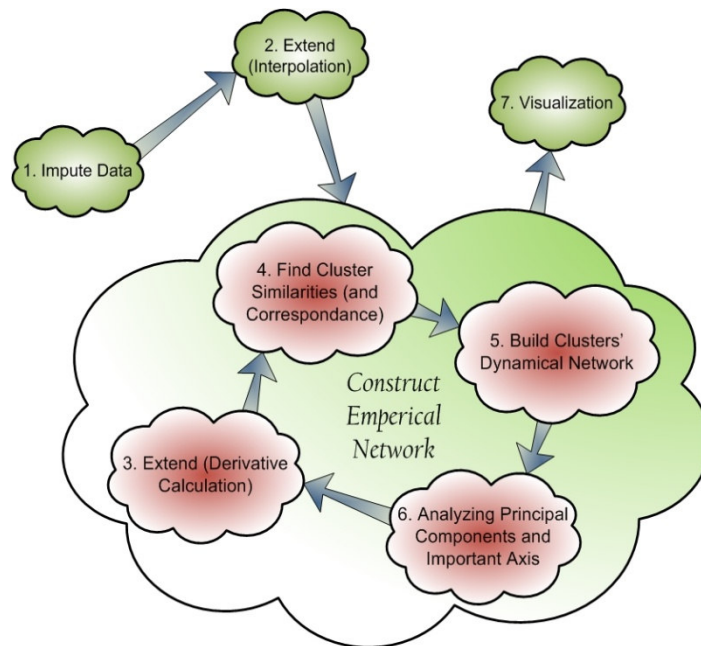 1. Impute Data
2. Extend
(Interpolation)
7. Visualization
4. Find Cluster
Similarities (and
Correspondance)
5. Build Clusters'
Dynamical Network
Construct
Emperical
Network
3. Extend (Derivative
Calculation)
6. Analyzing Principal
Components and
Important Axis